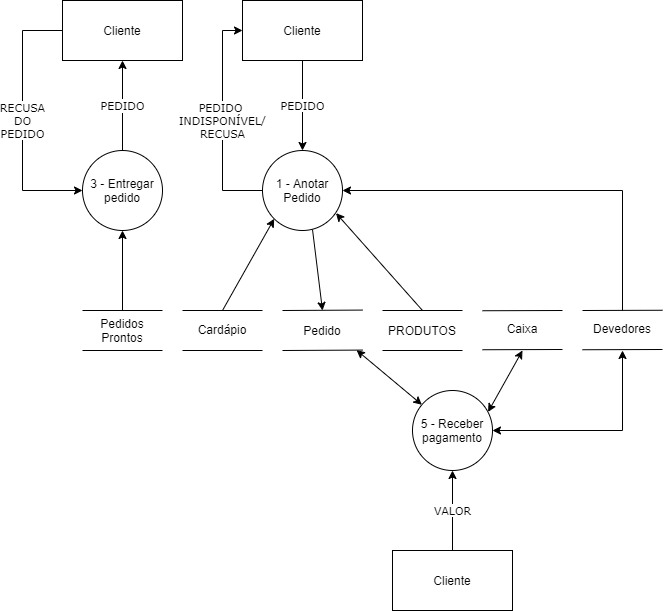 Cliente
Cliente
RECUSA
DO
PEDIDO
PEDIDO
PEDIDO
INDISPONÍVEL/
RECUSA
PEDIDO
3 - Entregar
pedido
1 - Anotar
Pedido
Pedidos
Prontos
Cardápio
Pedido
PRODUTOS
Caixa
Devedores
5 - Receber
pagamento
VALOR
Cliente